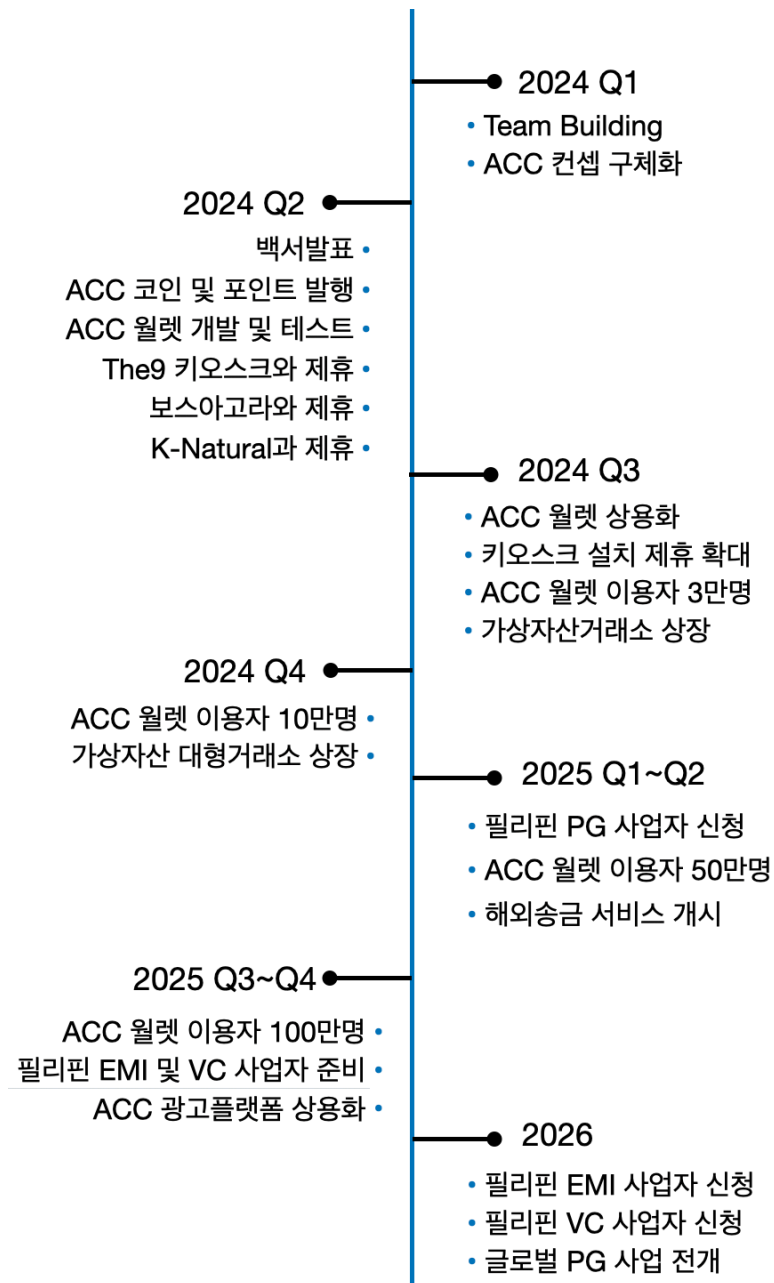 2024 Q1
• Team Building
• ACC 컨셉 구체화
2024 Q2
백서발표 •
ACC 코인 및 포인트 발행 •
ACC 월렛 개발 및 테스트 •
The9 키오스크와 제휴 •
보스아고라와 제휴 •
K-Natural과 제휴 •
2024 Q3
• ACC 월렛 상용화
• 키오스크 설치 제휴 확대
• ACC 월렛 이용자 3만명
• 가상자산거래소 상장
2024 Q4
ACC 월렛 이용자 10만명 •
가상자산 대형거래소 상장 •
2025 Q1~Q2
• 필리핀 PG 사업자 신청
• ACC 월렛 이용자 50만명
• 해외송금 서비스 개시
2025 Q3~Q4
ACC 월렛 이용자 100만명 •
필리핀 EMI 및 VC 사업자 준비 •
ACC 광고플랫폼 상용화 •
2026
• 필리핀 EMI 사업자 신청
• 필리핀 VC 사업자 신청
• 글로벌 PG 사업 전개